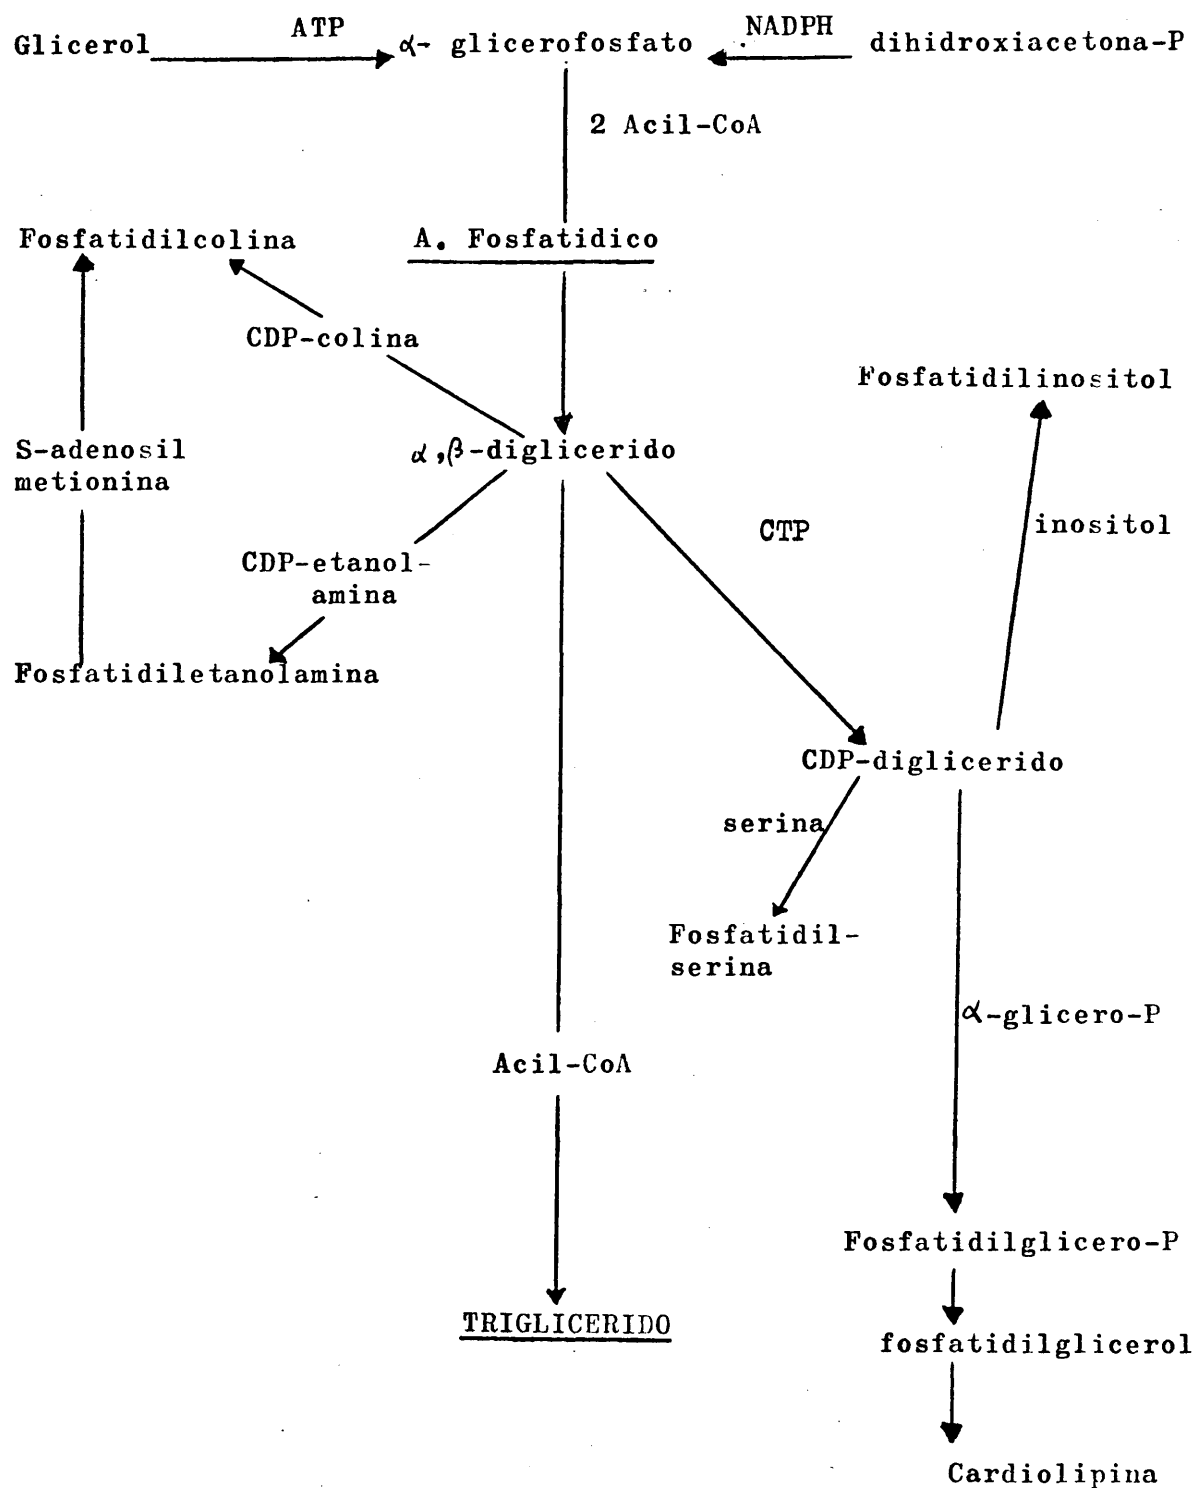 ATP
NADPH
Glicerol
α- glicerofosfato
dihidroxiacetona-P
2 Acil-CoA
Fosfatidilcolina
A. Fosfatidico
CDP-colina
Fosfatidilinositol
S-adenosil
metionina
α,β-diglicerido
CTP
inositol
CDP-etanol-
amina
Fosfatidiletanolamina
CDP-diglicerido
serina
Fosfatidil-
serina
α-glicero-P
Acil-CoA
Fosfatidilglicero-P
TRIGLICERIDO
fosfatidilglicerol
Cardiolipina